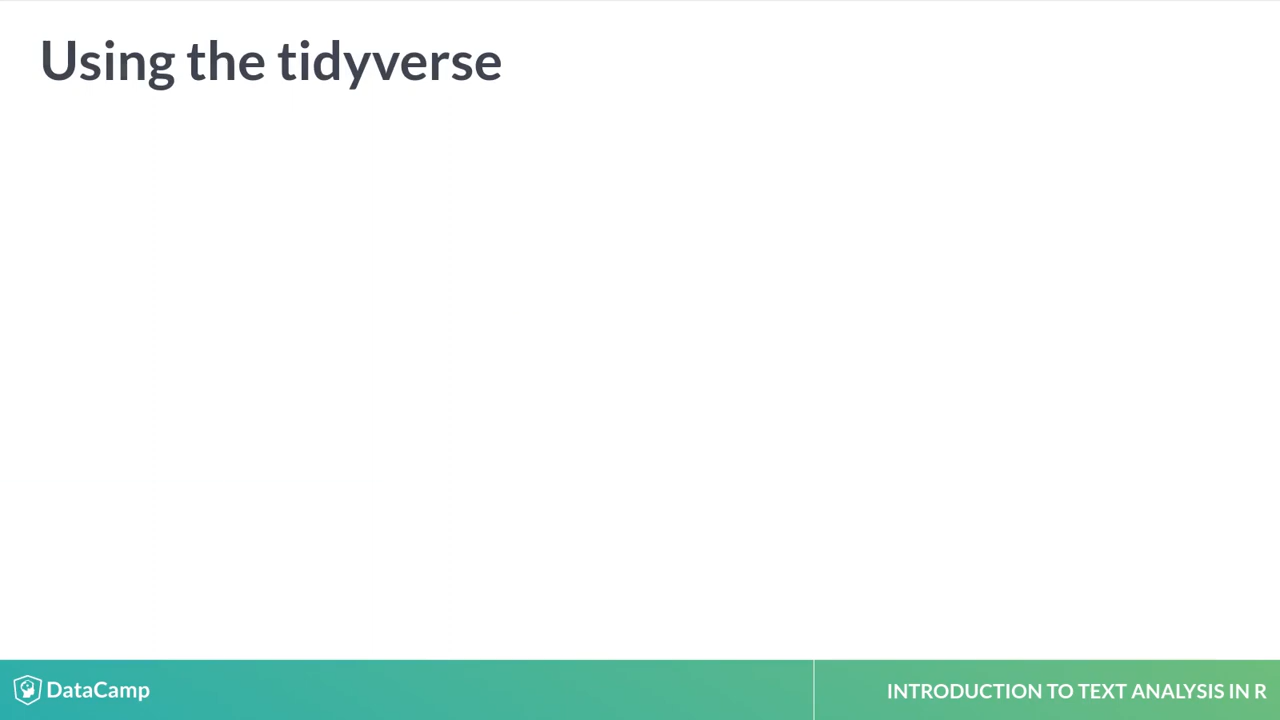 Using the tidyverse
DataCamp
INTRODUCTION TO TEXT ANALYSIS IN R